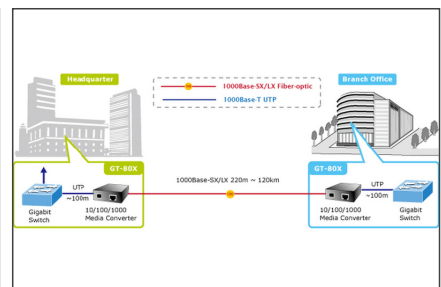 Headquarter
1000Base-SX/LX Fiber-optic
1000Base-T UTP
Branch Office
GT-80X
UTP
~100m
Gigabit
Switch
10/100/1000
Media Converter
1000Base-SX/LX 220m ~ 120km
GT-80X
10/100/1000
Media Converter
UTP
~100m
Gigabit
Switch